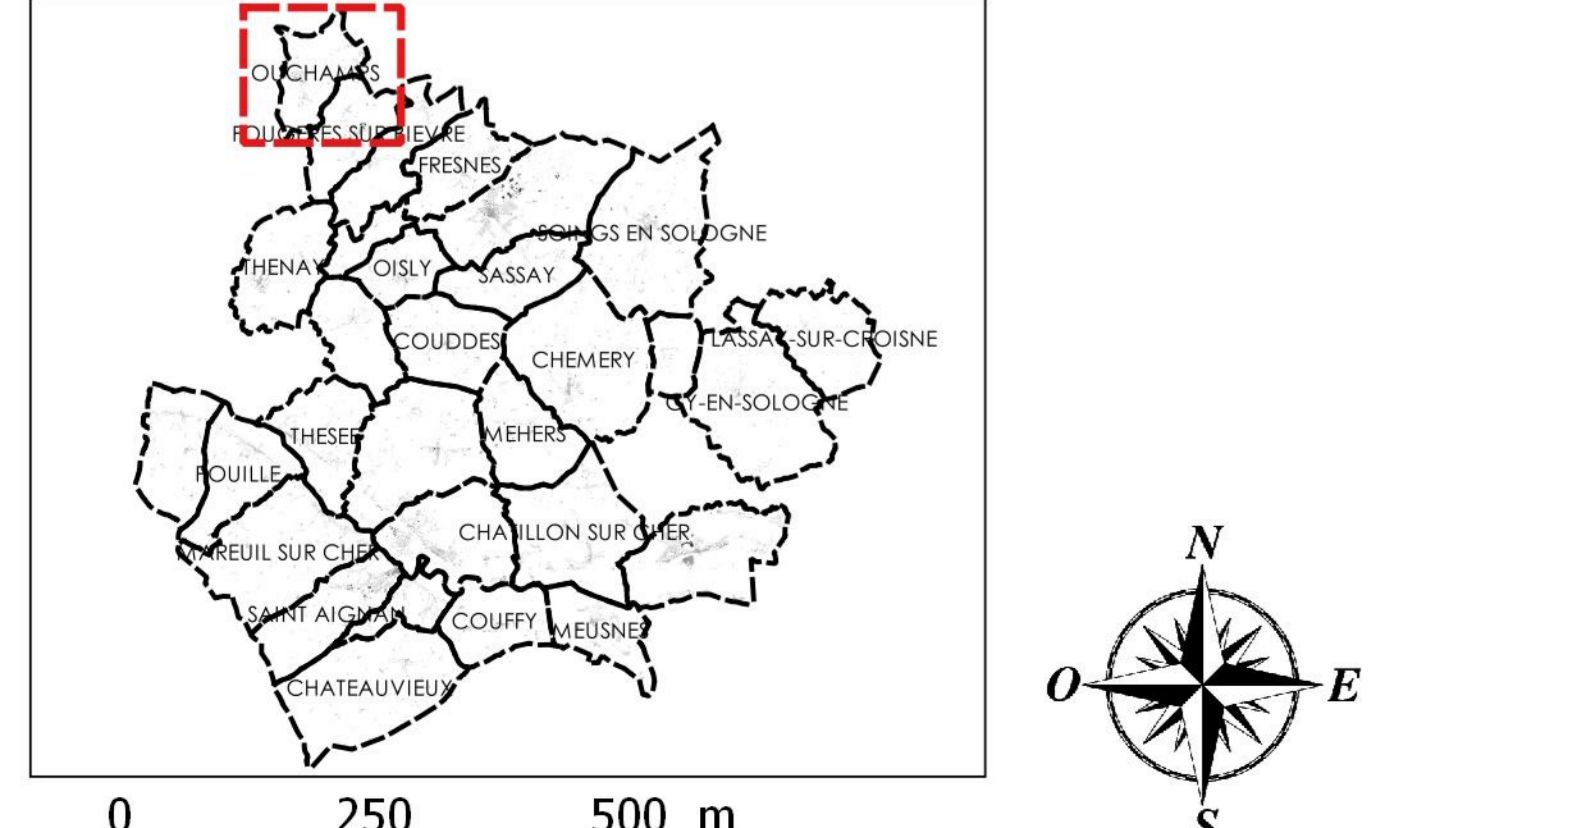 OUCHAMPS
FOUGERES SUR BIEVRE
FRESNES
SOINGS EN SOLOGNE
THENAY
OISLY
SASSAY
COUDDES
CHEMERY
LASSAY-SUR-CROISNE
GY-EN-SOLOGNE
THESEE
MEHERS
POUILLE
CHATILLON SUR CHER
MAREUIL SUR CHER
SAINT AIGNAN
COUFFY
MEUSNES
CHATEAUVIEUX
N
O
E
S
0 250 500 m